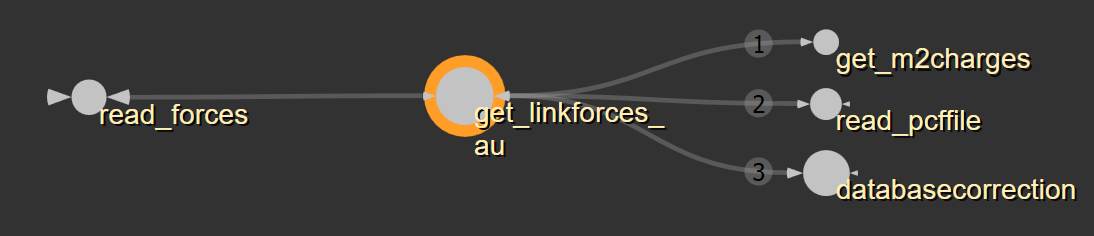 1
get_m2charges
read_forces
get_linkforces_
au
2
read_pcffile
3
databasecorrection